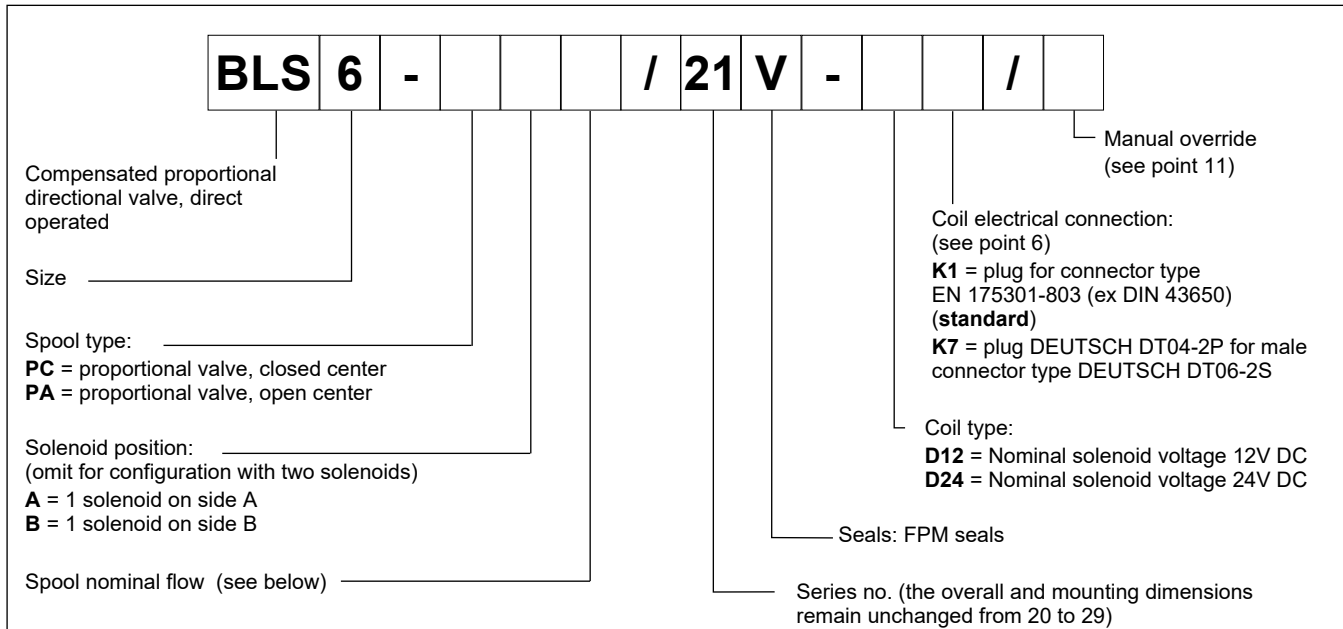 BLS 6 - / 21 V - /
Compensated proportional
directional valve, direct
operated
Size
Spool type:
PC = proportional valve, closed center
PA = proportional valve, open center
Solenoid position:
(omit for configuration with two solenoids)
A = 1 solenoid on side A
B = 1 solenoid on side B
Spool nominal flow (see below)
Manual override
(see point 11)
Coil electrical connection:
(see point 6)
K1 = plug for connector type
EN 175301-803 (ex DIN 43650)
(standard)
K7 = plug DEUTSCH DT04-2P for male
connector type DEUTSCH DT06-2S
Coil type:
D12 = Nominal solenoid voltage 12V DC
D24 = Nominal solenoid voltage 24V DC
Seals: FPM seals
Series no. (the overall and mounting dimensions
remain unchanged from 20 to 29)